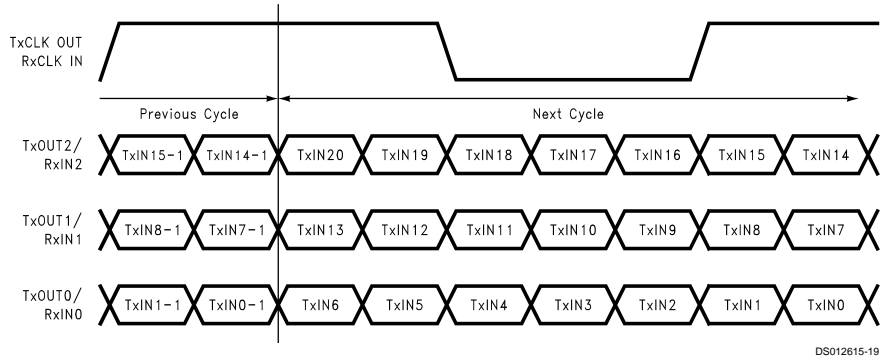 TxCLK OUT
RxCLK IN
Previous Cycle
Next Cycle
TxOUT2/
RxIN2
TxIN15-1 TxIN14-1 TxIN20 TxIN19 TxIN18 TxIN17 TxIN16 TxIN15 TxIN14
TxOUT1/
RxIN1
TxIN8-1 TxIN7-1 TxIN13 TxIN12 TxIN11 TxIN10 TxIN9 TxIN8 TxIN7
TxOUT0/
RxIN0
TxIN1-1 TxIN0-1 TxIN6 TxIN5 TxIN4 TxIN3 TxIN2 TxIN1 TxIN0
DS012615-19